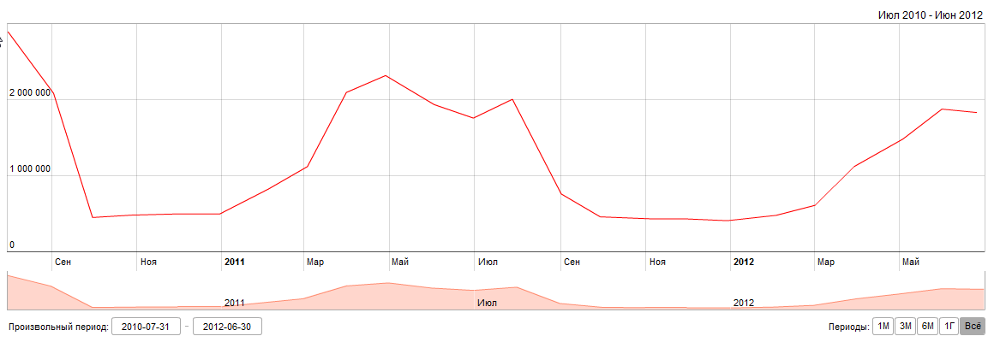 Июл 2010 - Июн 2012
2 000 000
1 000 000
0
Сен Ноя 2011 Мар Май Июл Сен Ноя 2012 Мар Май
2011 Июл 2012
Произвольный период: 2010-07-31 - 2012-06-30 Периоды: 1М 3М 6М 1Г Всё